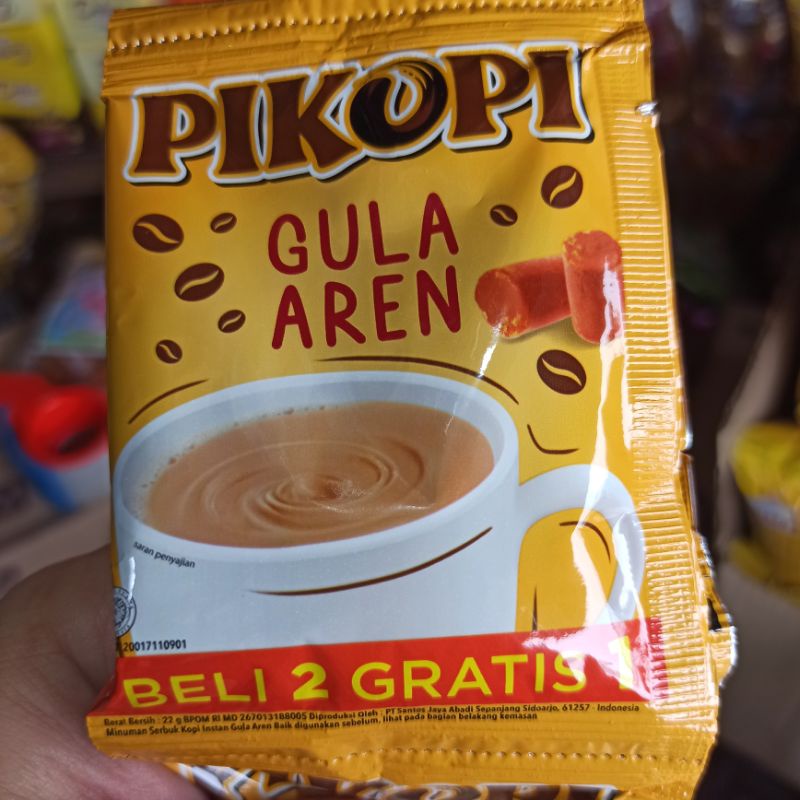 PIKOPI
GULA
AREN
saran penyajian
20017110901
BELI 2 GRATIS 1
Berat Bersih : 22 g BPOM RI MD 267013188005 Diproduksi Oleh : PT Santos Jaya Abadi Sepanjang Sidoarjo, 61257 - Indonesia
Minuman Serbuk Kopi Instan Gula Aren Baik digunakan sebelum, lihat pada bagian belakang kemasan
PIKOPI